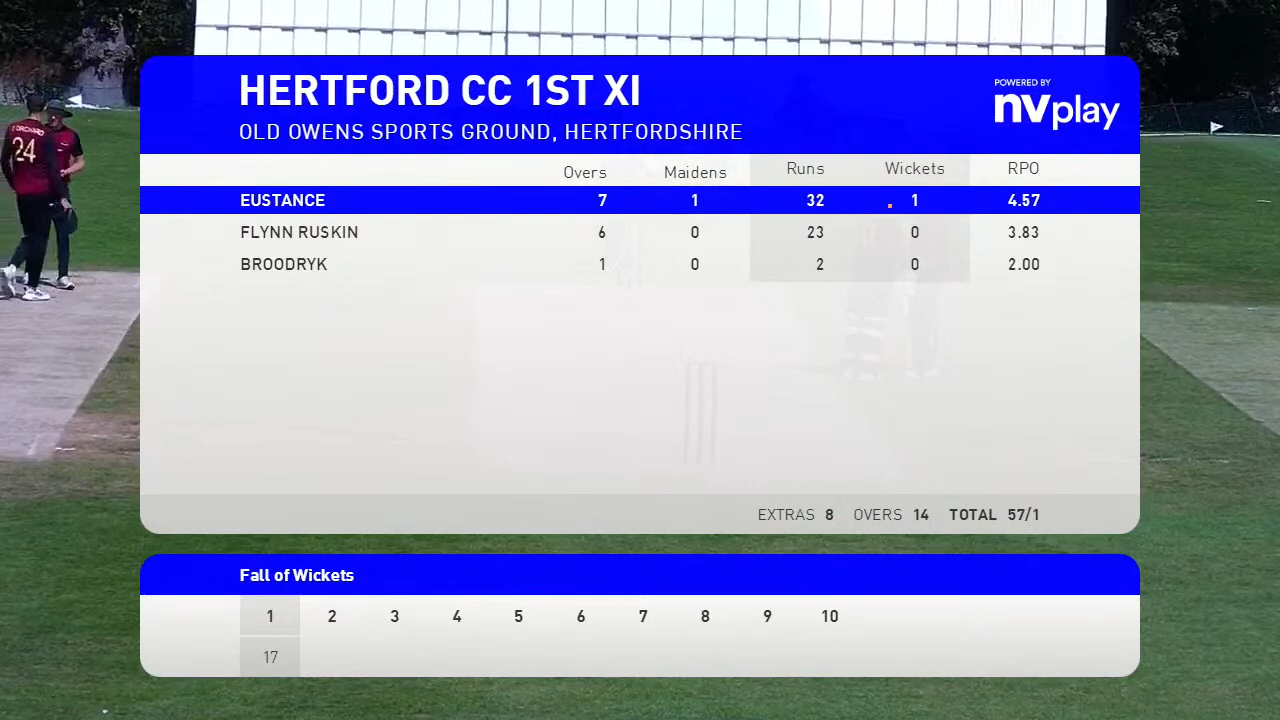 HERTFORD CC 1ST XI
OLD OWENS SPORTS GROUND, HERTFORDSHIRE
POWERED BY
nvplay
Overs Maidens Runs Wickets RPO
EUSTANCE 7 1 32 1 4.57
FLYNN RUSKIN 6 0 23 0 3.83
BROODRYK 1 0 2 0 2.00
EXTRAS 8 OVERS 14 TOTAL 57/1
Fall of Wickets
1 2 3 4 5 6 7 8 9 10
17
24